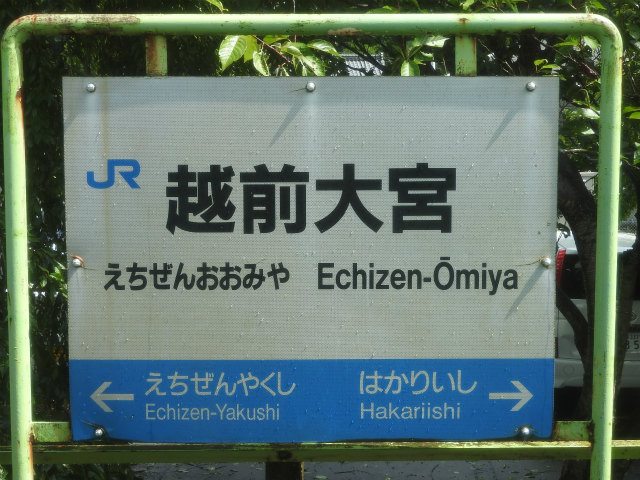 JR
越前大宮
えちぜんおおみや Echizen-Ōmiya
← えちぜんやくし はかりいし →
Echizen-Yakushi Hakariishi